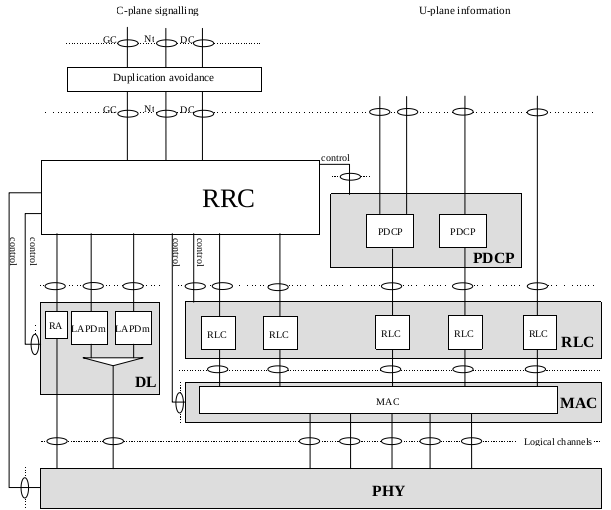 C-plane signalling
U-plane information
GC Nt DC
Duplication avoidance
GC Nt DC
control
RRC
PDCP PDCP
PDCP
control control control control
RA LAPDm LAPDm
DL
RLC RLC RLC RLC RLC
RLC
MAC
MAC
Logical channels
PHY